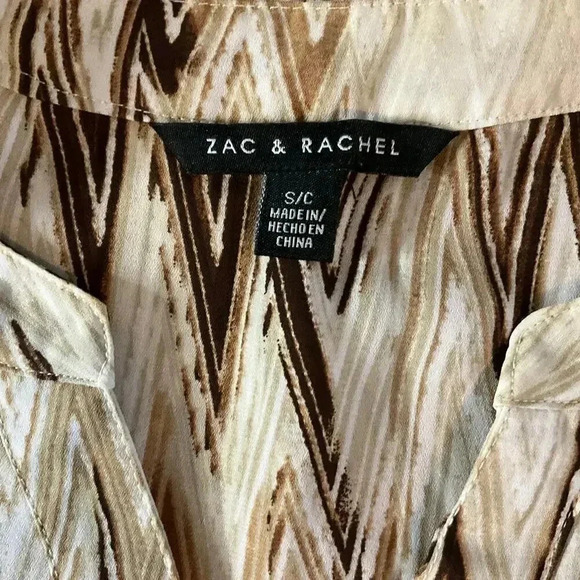 ZAC & RACHEL
S/C
MADE IN/
HECHO EN
CHINA